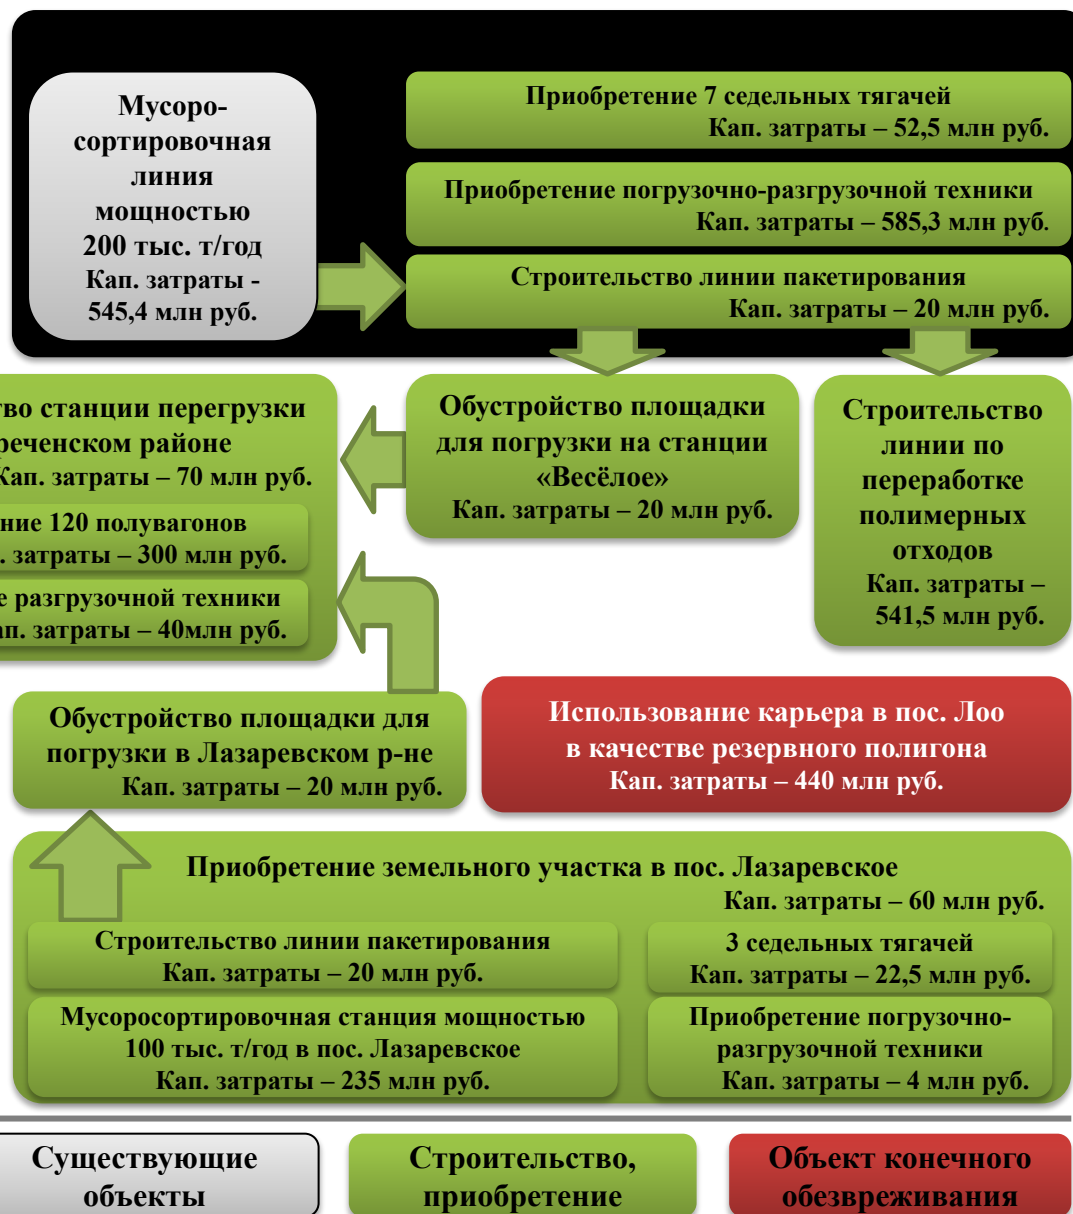 Мусоро-
сортировочная
линия
мощностью
200 тыс. т/год
Кап. затраты -
545,4 млн руб.
Приобретение 7 седельных тягачей
Кап. затраты – 52,5 млн руб.
Приобретение погрузочно-разгрузочной техники
Кап. затраты – 585,3 млн руб.
Строительство линии пакетирования
Кап. затраты – 20 млн руб.
тво станции перегрузки
реченском районе
Кап. затраты – 70 млн руб.
ние 120 полувагонов
. затраты – 300 млн руб.
е разгрузочной техники
ап. затраты – 40млн руб.
Обустройство площадки
для погрузки на станции
«Весёлое»
Кап. затраты – 20 млн руб.
Строительство
линии по
переработке
полимерных
отходов
Кап. затраты –
541,5 млн руб.
Обустройство площадки для
погрузки в Лазаревском р-не
Кап. затраты – 20 млн руб.
Использование карьера в пос. Лоо
в качестве резервного полигона
Кап. затраты – 440 млн руб.
Приобретение земельного участка в пос. Лазаревское
Кап. затраты – 60 млн руб.
Строительство линии пакетирования
Кап. затраты – 20 млн руб.
3 седельных тягачей
Кап. затраты – 22,5 млн руб.
Мусоросортировочная станция мощностью
100 тыс. т/год в пос. Лазаревское
Кап. затраты – 235 млн руб.
Приобретение погрузочно-
разгрузочной техники
Кап. затраты – 4 млн руб.
Существующие
объекты
Строительство,
приобретение
Объект конечного
обезвреживания